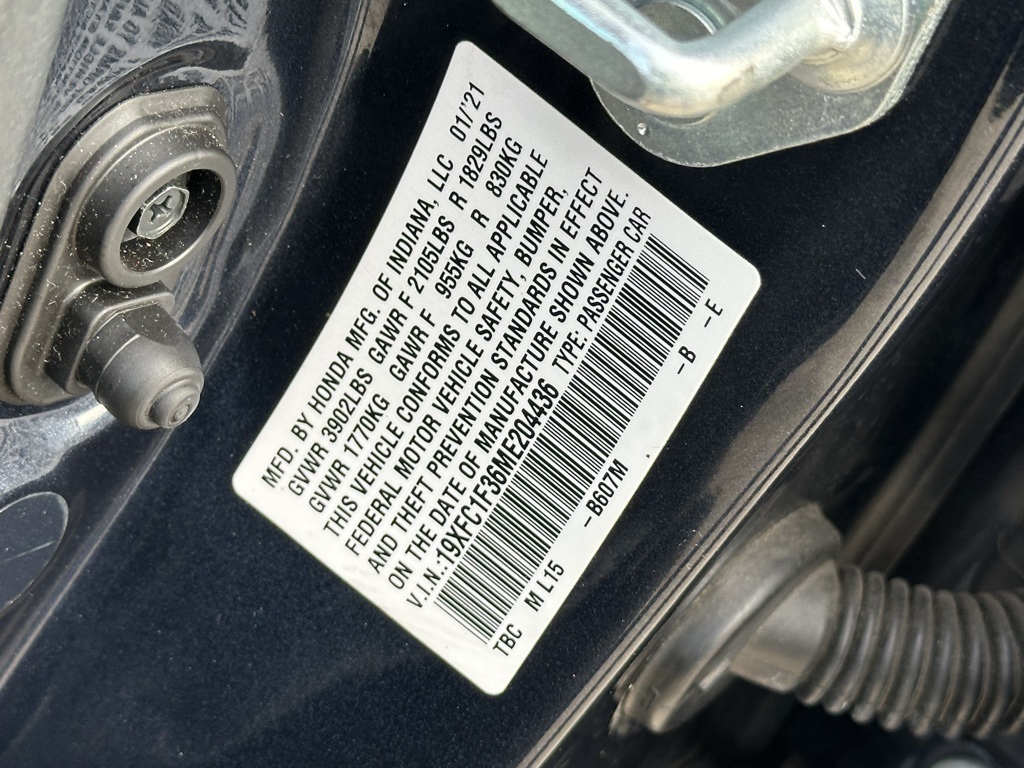 MFD. BY HONDA MFG. OF INDIANA, LLC 01/'21
GVWR 3902LBS GAWR F 2105LBS R 1829LBS
GVWR 1770KG GAWR F 955KG R 830KG
THIS VEHICLE CONFORMS TO ALL APPLICABLE
FEDERAL MOTOR VEHICLE SAFETY, BUMPER,
AND THEFT PREVENTION STANDARDS IN EFFECT
ON THE DATE OF MANUFACTURE SHOWN ABOVE.
V.I.N.:19XFC1F36ME204436 TYPE: PASSENGER CAR
TBC M L15 -B607M -B -E